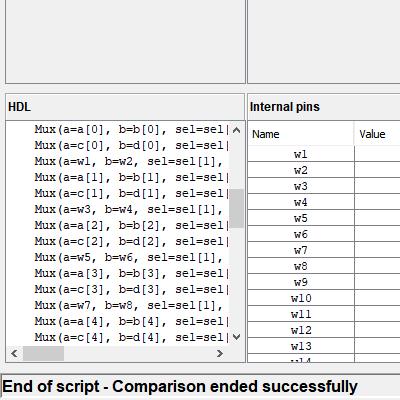 HDL
Mux(a=a[0], b=b[0], sel=sel[
Mux(a=c[0], b=d[0], sel=sel[
Mux(a=w1, b=w2, sel=sel[1],
Mux(a=a[1], b=b[1], sel=sel[
Mux(a=c[1], b=d[1], sel=sel[
Mux(a=w3, b=w4, sel=sel[1],
Mux(a=a[2], b=b[2], sel=sel[
Mux(a=c[2], b=d[2], sel=sel[
Mux(a=w5, b=w6, sel=sel[1],
Mux(a=a[3], b=b[3], sel=sel[
Mux(a=c[3], b=d[3], sel=sel[
Mux(a=w7, b=w8, sel=sel[1],
Mux(a=a[4], b=b[4], sel=sel[
Mux(a=c[4], b=d[4], sel=sel[
Internal pins
Name Value
w1
w2
w3
w4
w5
w6
w7
w8
w9
w10
w11
w12
w13
w14
End of script - Comparison ended successfully